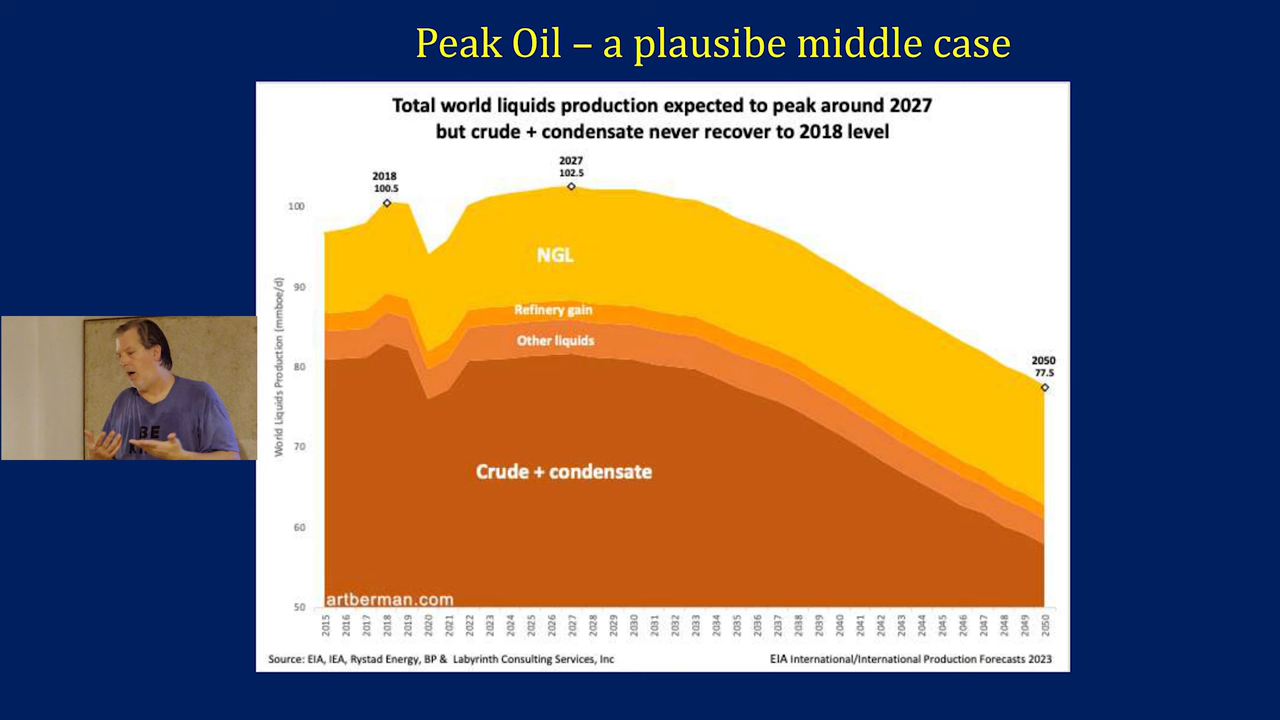 Peak Oil – a plausibe middle case
Total world liquids production expected to peak around 2027
but crude + condensate never recover to 2018 level
2027
102.5
2018
100.5
100
90
80
70
60
50
World Liquids Production (mmboe/d)
NGL
Refinery gain
Other liquids
Crude + condensate
2050
77.5
BE
artberman.com
2015 2016 2017 2018 2019 2020 2021 2022 2023 2024 2025 2026 2027 2028 2029 2030 2031 2032 2033 2034 2035 2036 2037 2038 2039 2040 2041 2042 2043 2044 2045 2046 2047 2048 2049 2050
Source: EIA, IEA, Rystad Energy, BP & Labyrinth Consulting Services, Inc
EIA International/International Production Forecasts 2023